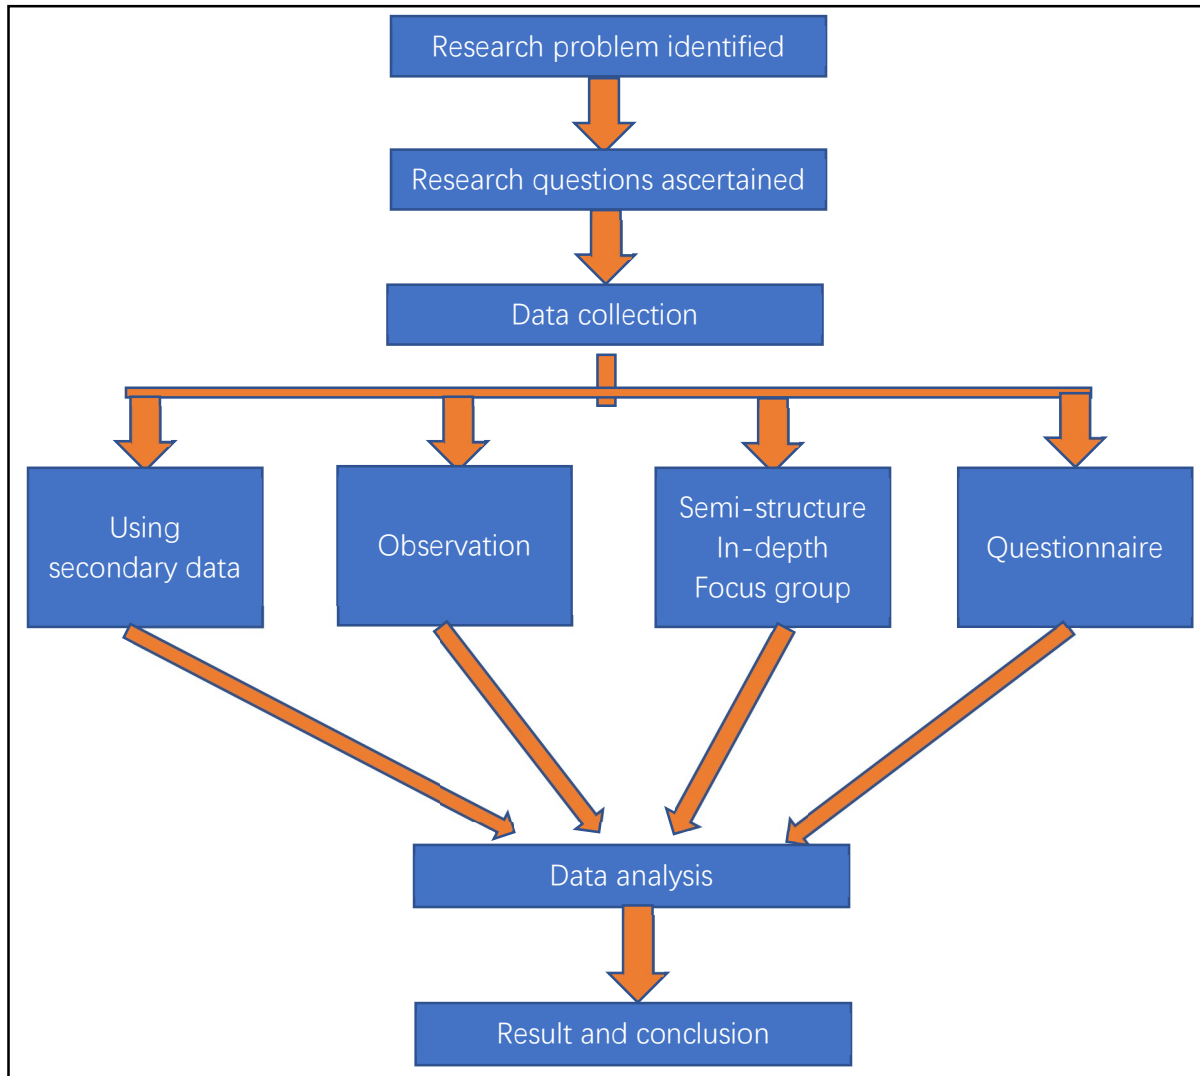 Research problem identified
Research questions ascertained
Data collection
Using
secondary data
Observation
Semi-structure
In-depth
Focus group
Questionnaire
Data analysis
Result and conclusion